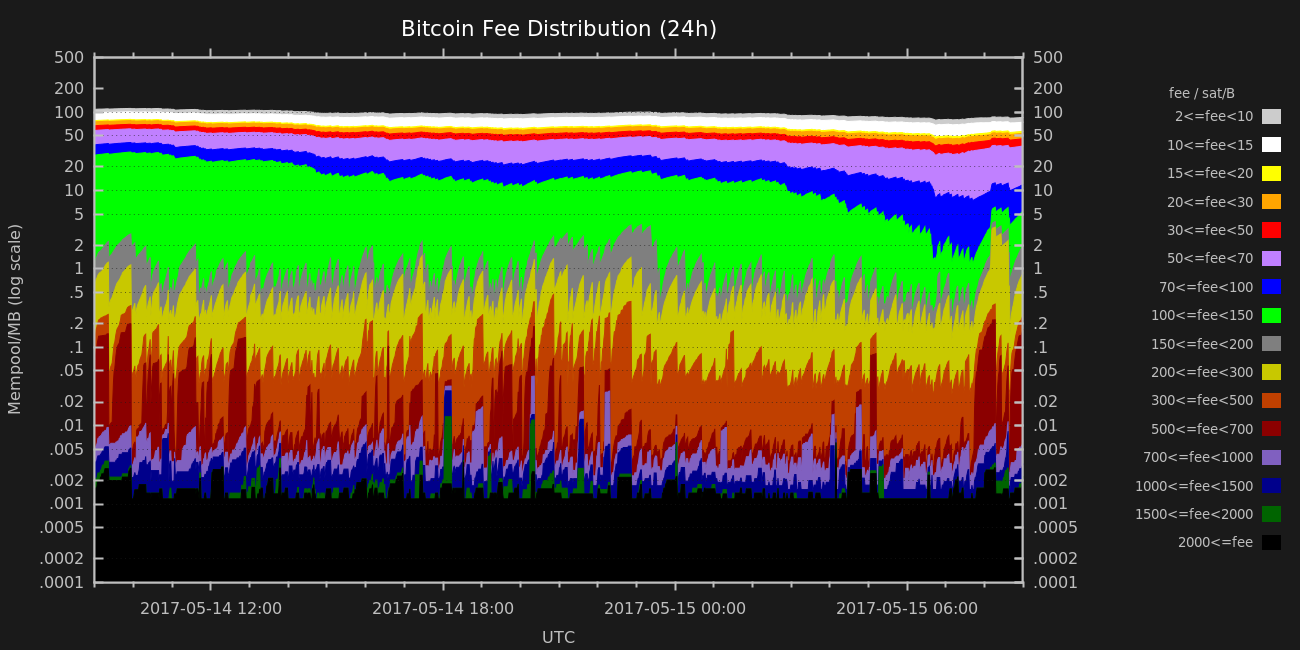 Bitcoin Fee Distribution (24h)
500
200
100
50
20
10
5
2
1
.5
.2
.1
.05
.02
.01
.005
.002
.001
.0005
.0002
.0001
Mempool/MB (log scale)
500
200
100
50
20
10
5
2
1
.5
.2
.1
.05
.02
.01
.005
.002
.001
.0005
.0002
.0001
2017-05-14 12:00
2017-05-14 18:00
2017-05-15 00:00
2017-05-15 06:00
UTC
fee / sat/B
2<=fee<10
10<=fee<15
15<=fee<20
20<=fee<30
30<=fee<50
50<=fee<70
70<=fee<100
100<=fee<150
150<=fee<200
200<=fee<300
300<=fee<500
500<=fee<700
700<=fee<1000
1000<=fee<1500
1500<=fee<2000
2000<=fee